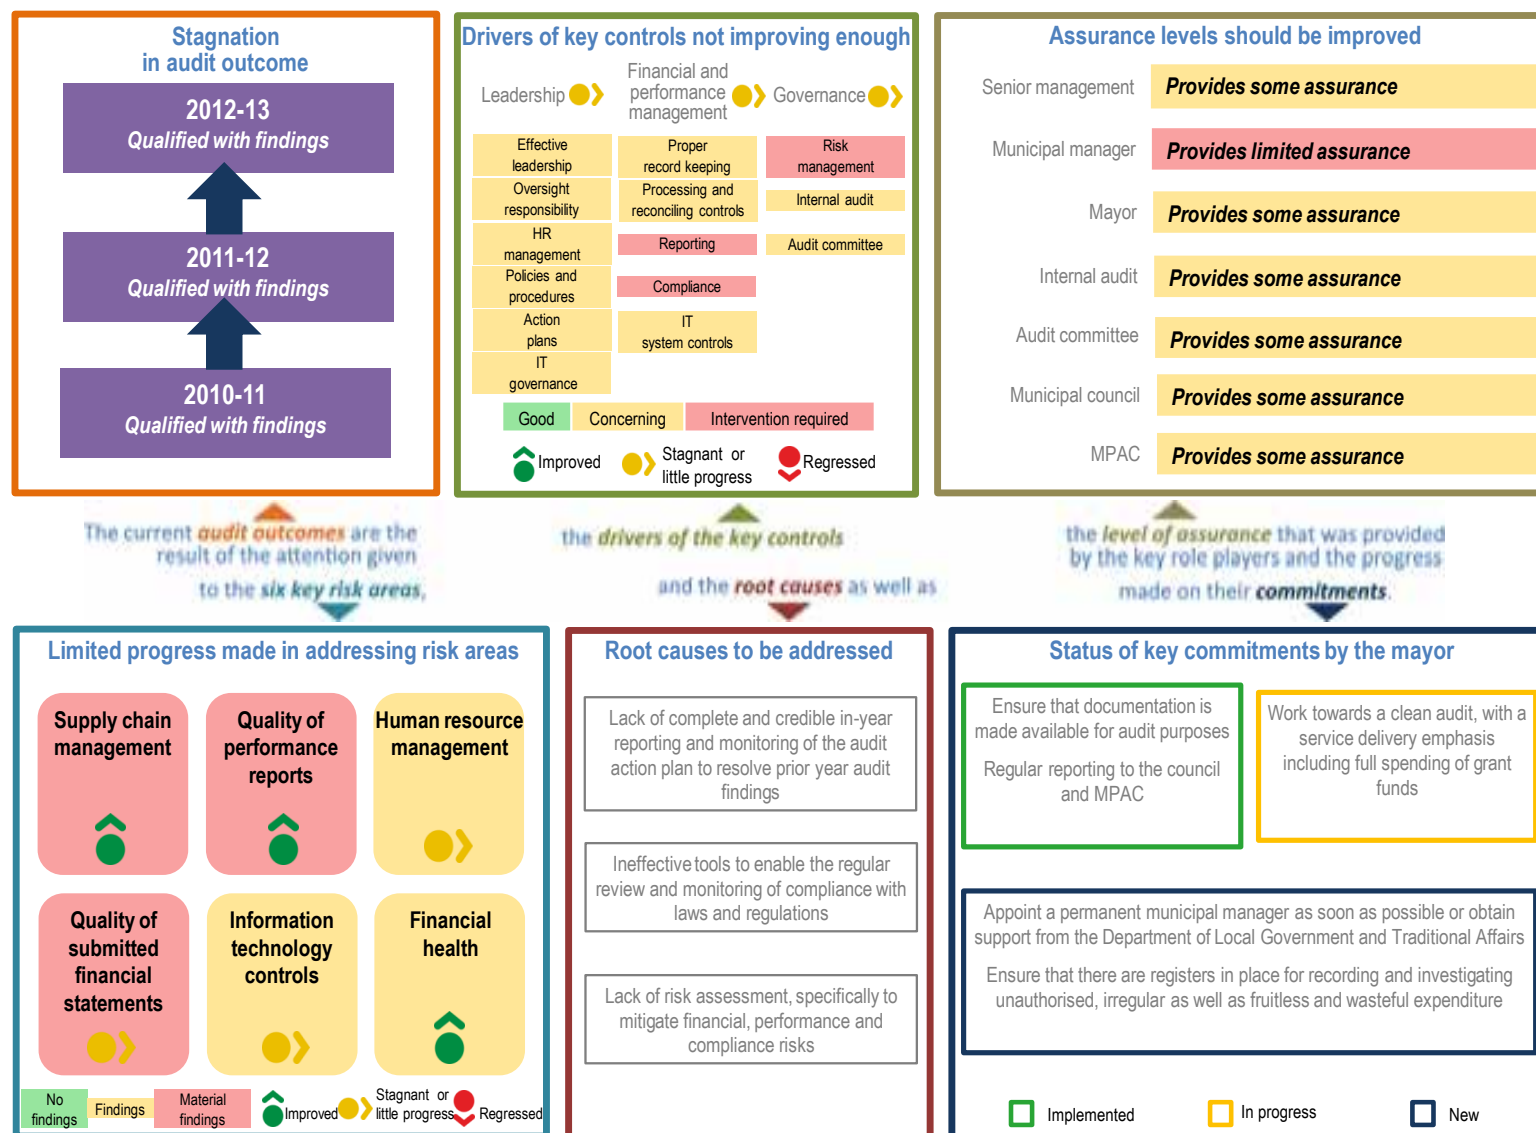 Stagnation
in audit outcome
2012-13
Qualified with findings
2011-12
Qualified with findings
2010-11
Qualified with findings
Drivers of key controls not improving enough
Leadership
Financial and
performance
management
Governance
Effective
leadership
Oversight
responsibility
HR
management
Policies and
procedures
Action
plans
IT
governance
Proper
record keeping
Processing and
reconciling controls
Reporting
Compliance
IT
system controls
Risk
management
Internal audit
Audit committee
Good
Concerning
Intervention required
Improved
Stagnant or
little progress
Regressed
Assurance levels should be improved
Senior management
Provides some assurance
Municipal manager
Provides limited assurance
Mayor
Provides some assurance
Internal audit
Provides some assurance
Audit committee
Provides some assurance
Municipal council
Provides some assurance
MPAC
Provides some assurance
The current audit outcomes are the
result of the attention given
to the six key risk areas,
the drivers of the key controls
and the root causes as well as
the level of assurance that was provided
by the key role players and the progress
made on their commitments.
Limited progress made in addressing risk areas
Supply chain
management
Quality of
performance
reports
Human resource
management
Quality of
submitted
financial
statements
Information
technology
controls
Financial
health
No
findings
Findings
Material
findings
Improved
Stagnant or
little progress
Regressed
Root causes to be addressed
Lack of complete and credible in-year
reporting and monitoring of the audit
action plan to resolve prior year audit
findings
Ineffective tools to enable the regular
review and monitoring of compliance with
laws and regulations
Lack of risk assessment, specifically to
mitigate financial, performance and
compliance risks
Status of key commitments by the mayor
Ensure that documentation is
made available for audit purposes
Regular reporting to the council
and MPAC
Work towards a clean audit, with a
service delivery emphasis
including full spending of grant
funds
Appoint a permanent municipal manager as soon as possible or obtain
support from the Department of Local Government and Traditional Affairs
Ensure that there are registers in place for recording and investigating
unauthorised, irregular as well as fruitless and wasteful expenditure
Implemented
In progress
New